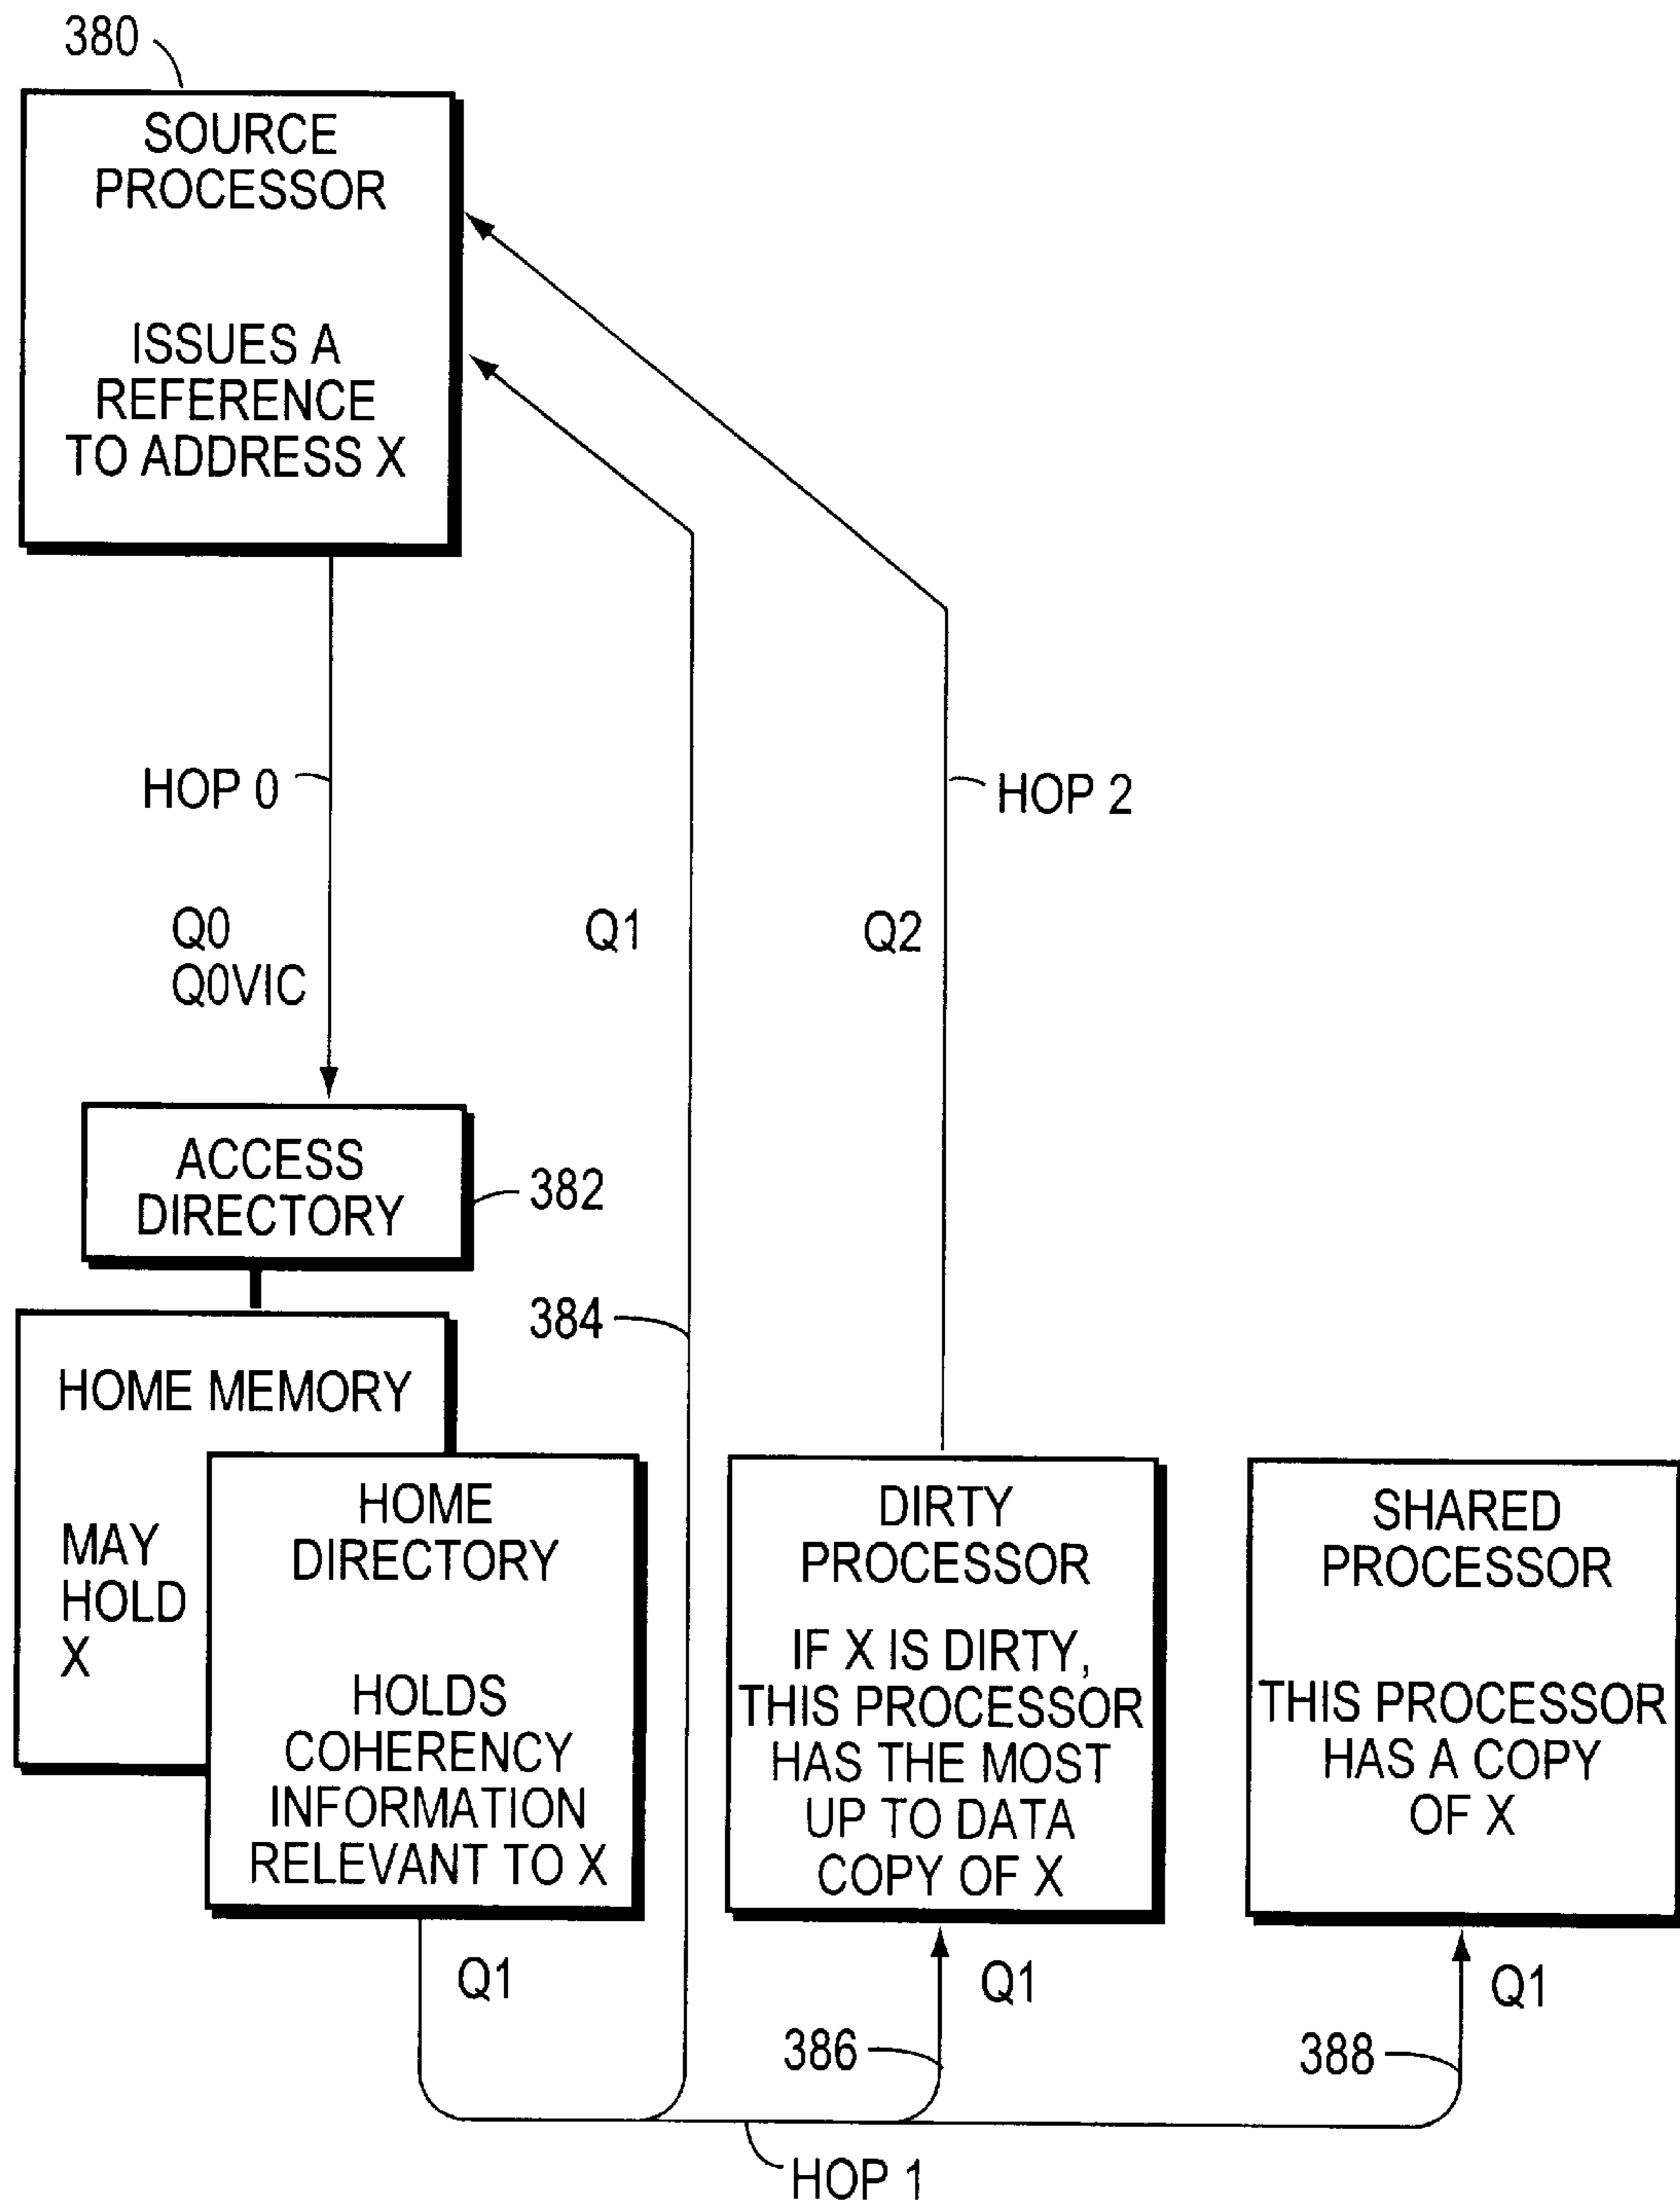 380
SOURCE
PROCESSOR
ISSUES A
REFERENCE
TO ADDRESS X
HOP 0
HOP 2
Q0
Q0VIC
Q1
Q2
ACCESS
DIRECTORY
382
384
HOME MEMORY
MAY
HOLD
X
HOME
DIRECTORY
HOLDS
COHERENCY
INFORMATION
RELEVANT TO X
DIRTY
PROCESSOR
IF X IS DIRTY,
THIS PROCESSOR
HAS THE MOST
UP TO DATA
COPY OF X
SHARED
PROCESSOR
THIS PROCESSOR
HAS A COPY
OF X
Q1
Q1
Q1
386
388
HOP 1